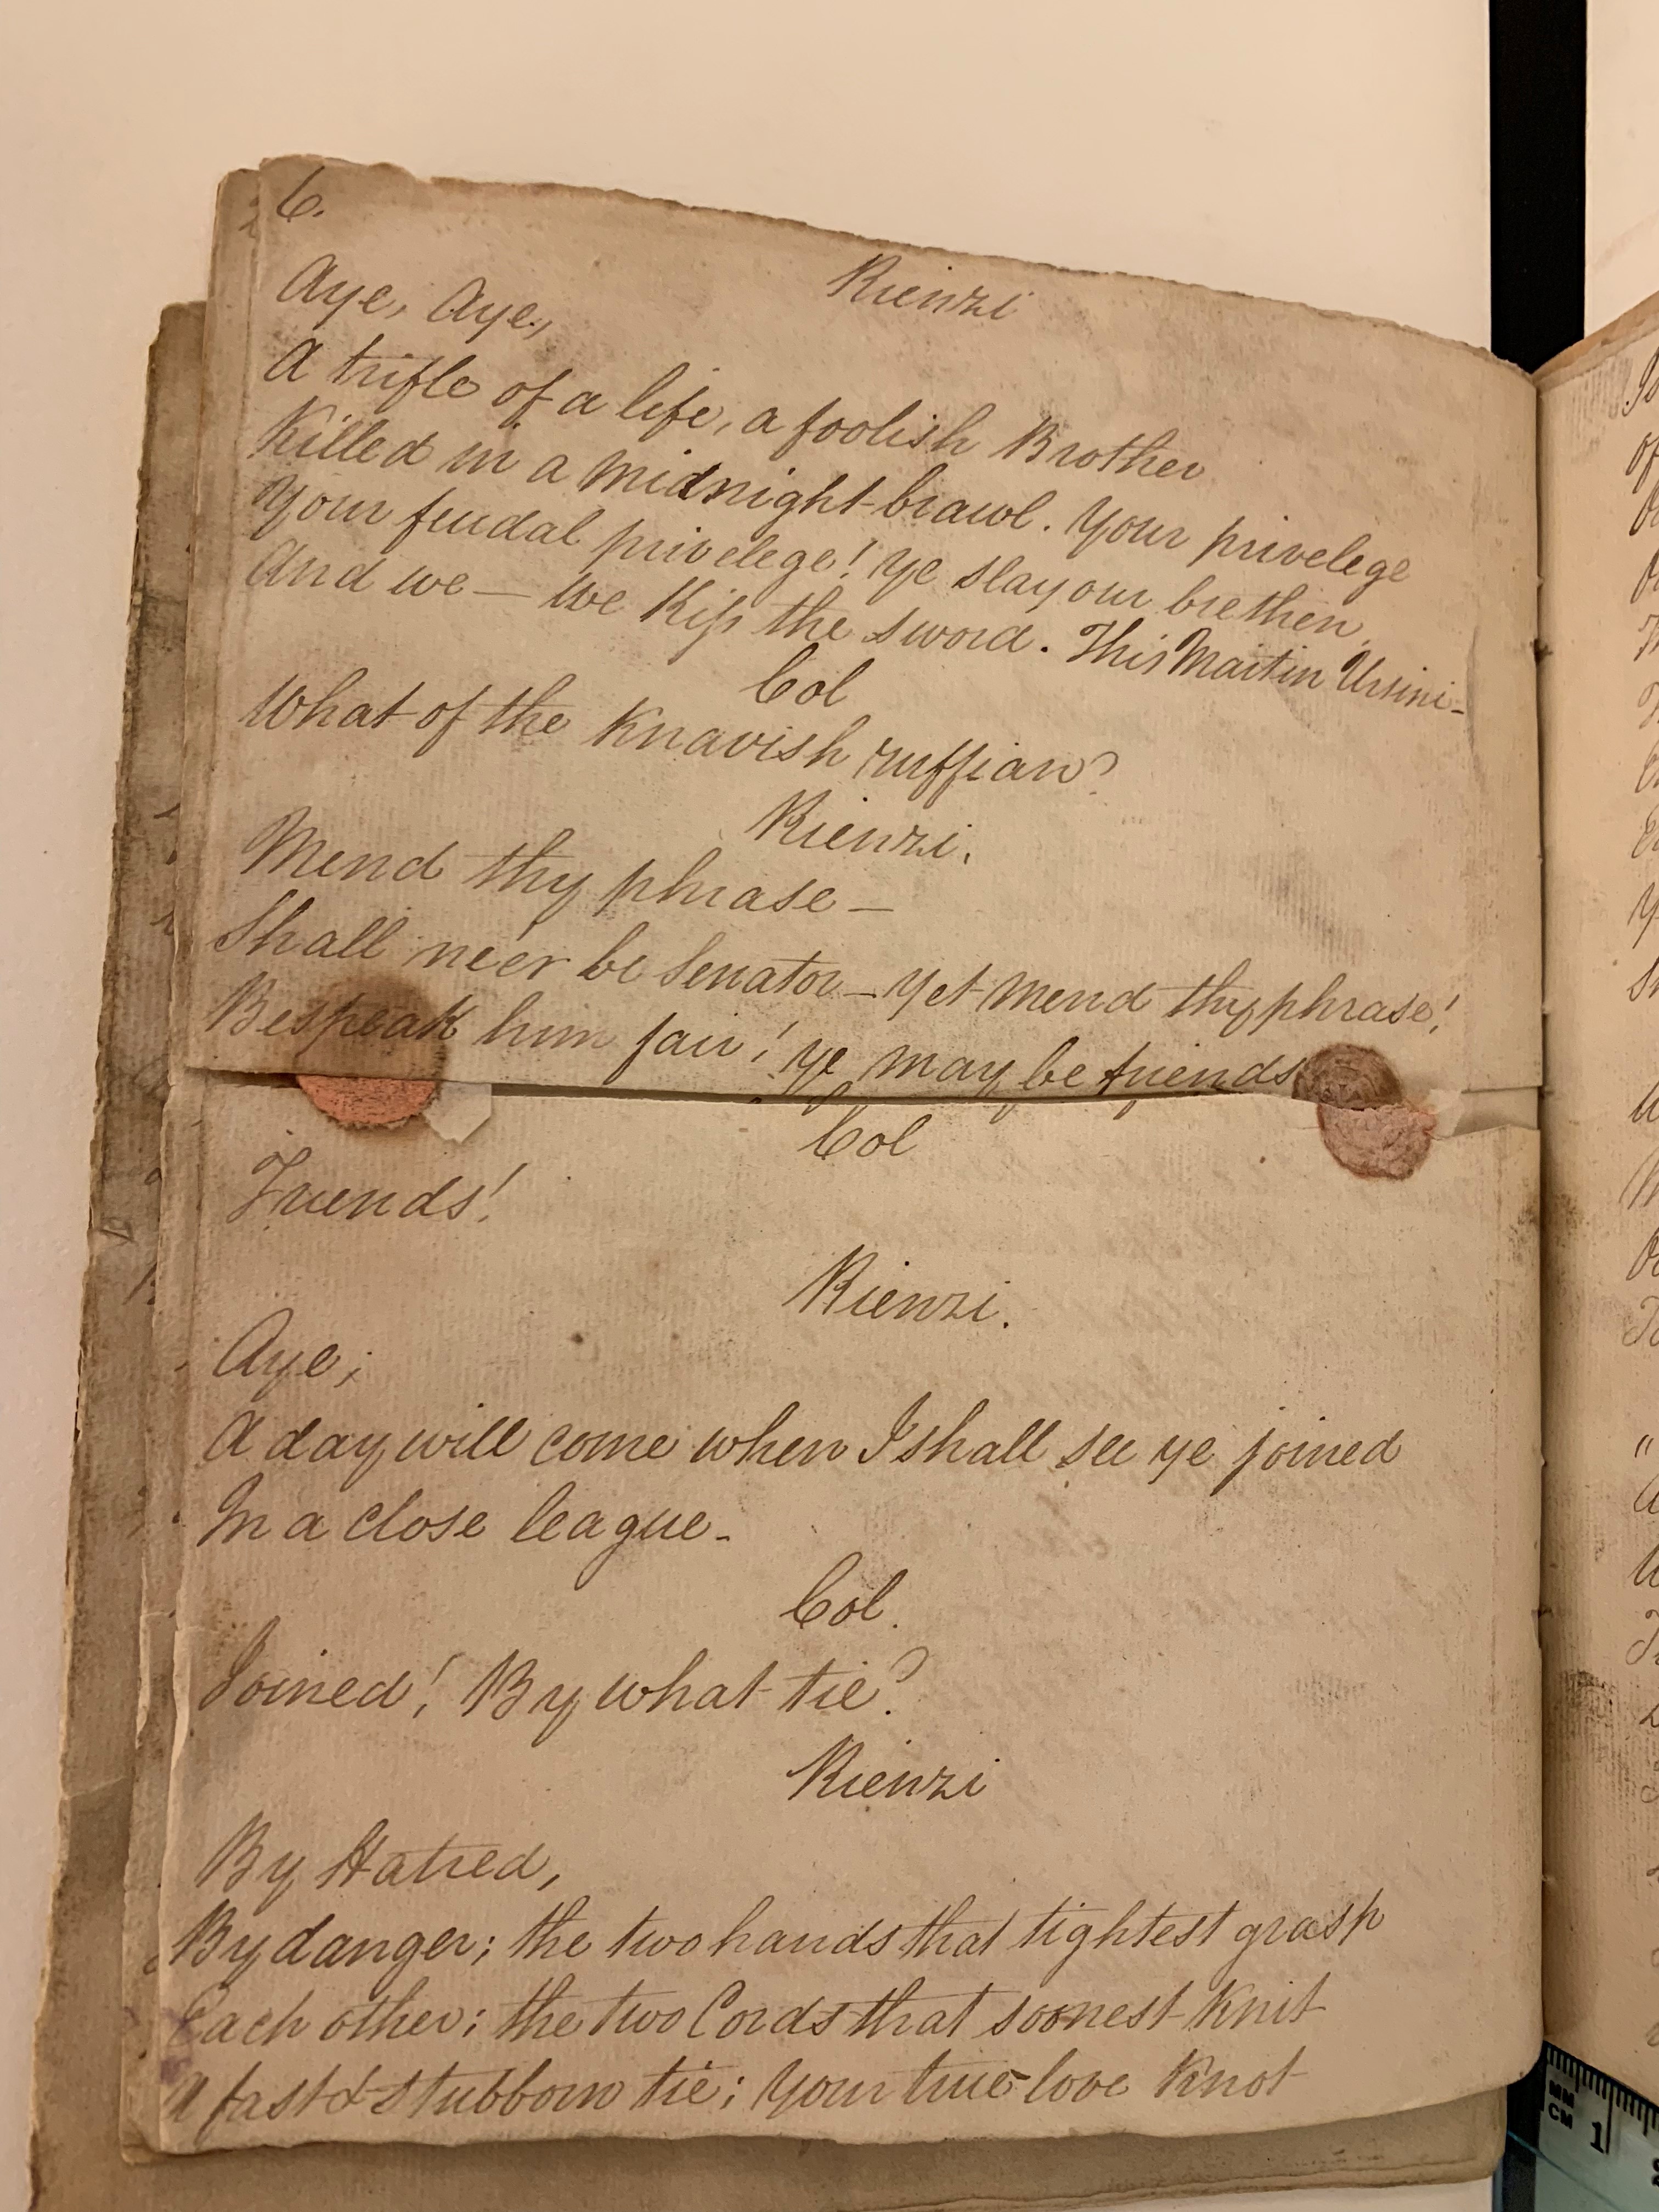 6.
Rienzi
Aye, Aye,
A trifle of a life, a foolish Brother
Killed in a midnight brawl. Your privelege
Your feudal privelege! ye slay our brethen,
And we — We Kiss the sword. This Martin Ursini-
Col
What of the Knavish ruffian?
Rienzi.
Mend thy phrase —
Shall ne'er be Senator — Yet Mend thy phrase!
Bespeak him fair! ye may be friends
Col
Friends!
Rienzi.
Aye;
A day will come when I shall see ye joined
In a close league -
Col.
Joined! By what tie?
Rienzi
By Hatred,
By danger; the two hands that tightest grasp
Each other; the two Cords that soonest Knit
A fast & stubborn tie; Your true love Knot
MM
CM 1